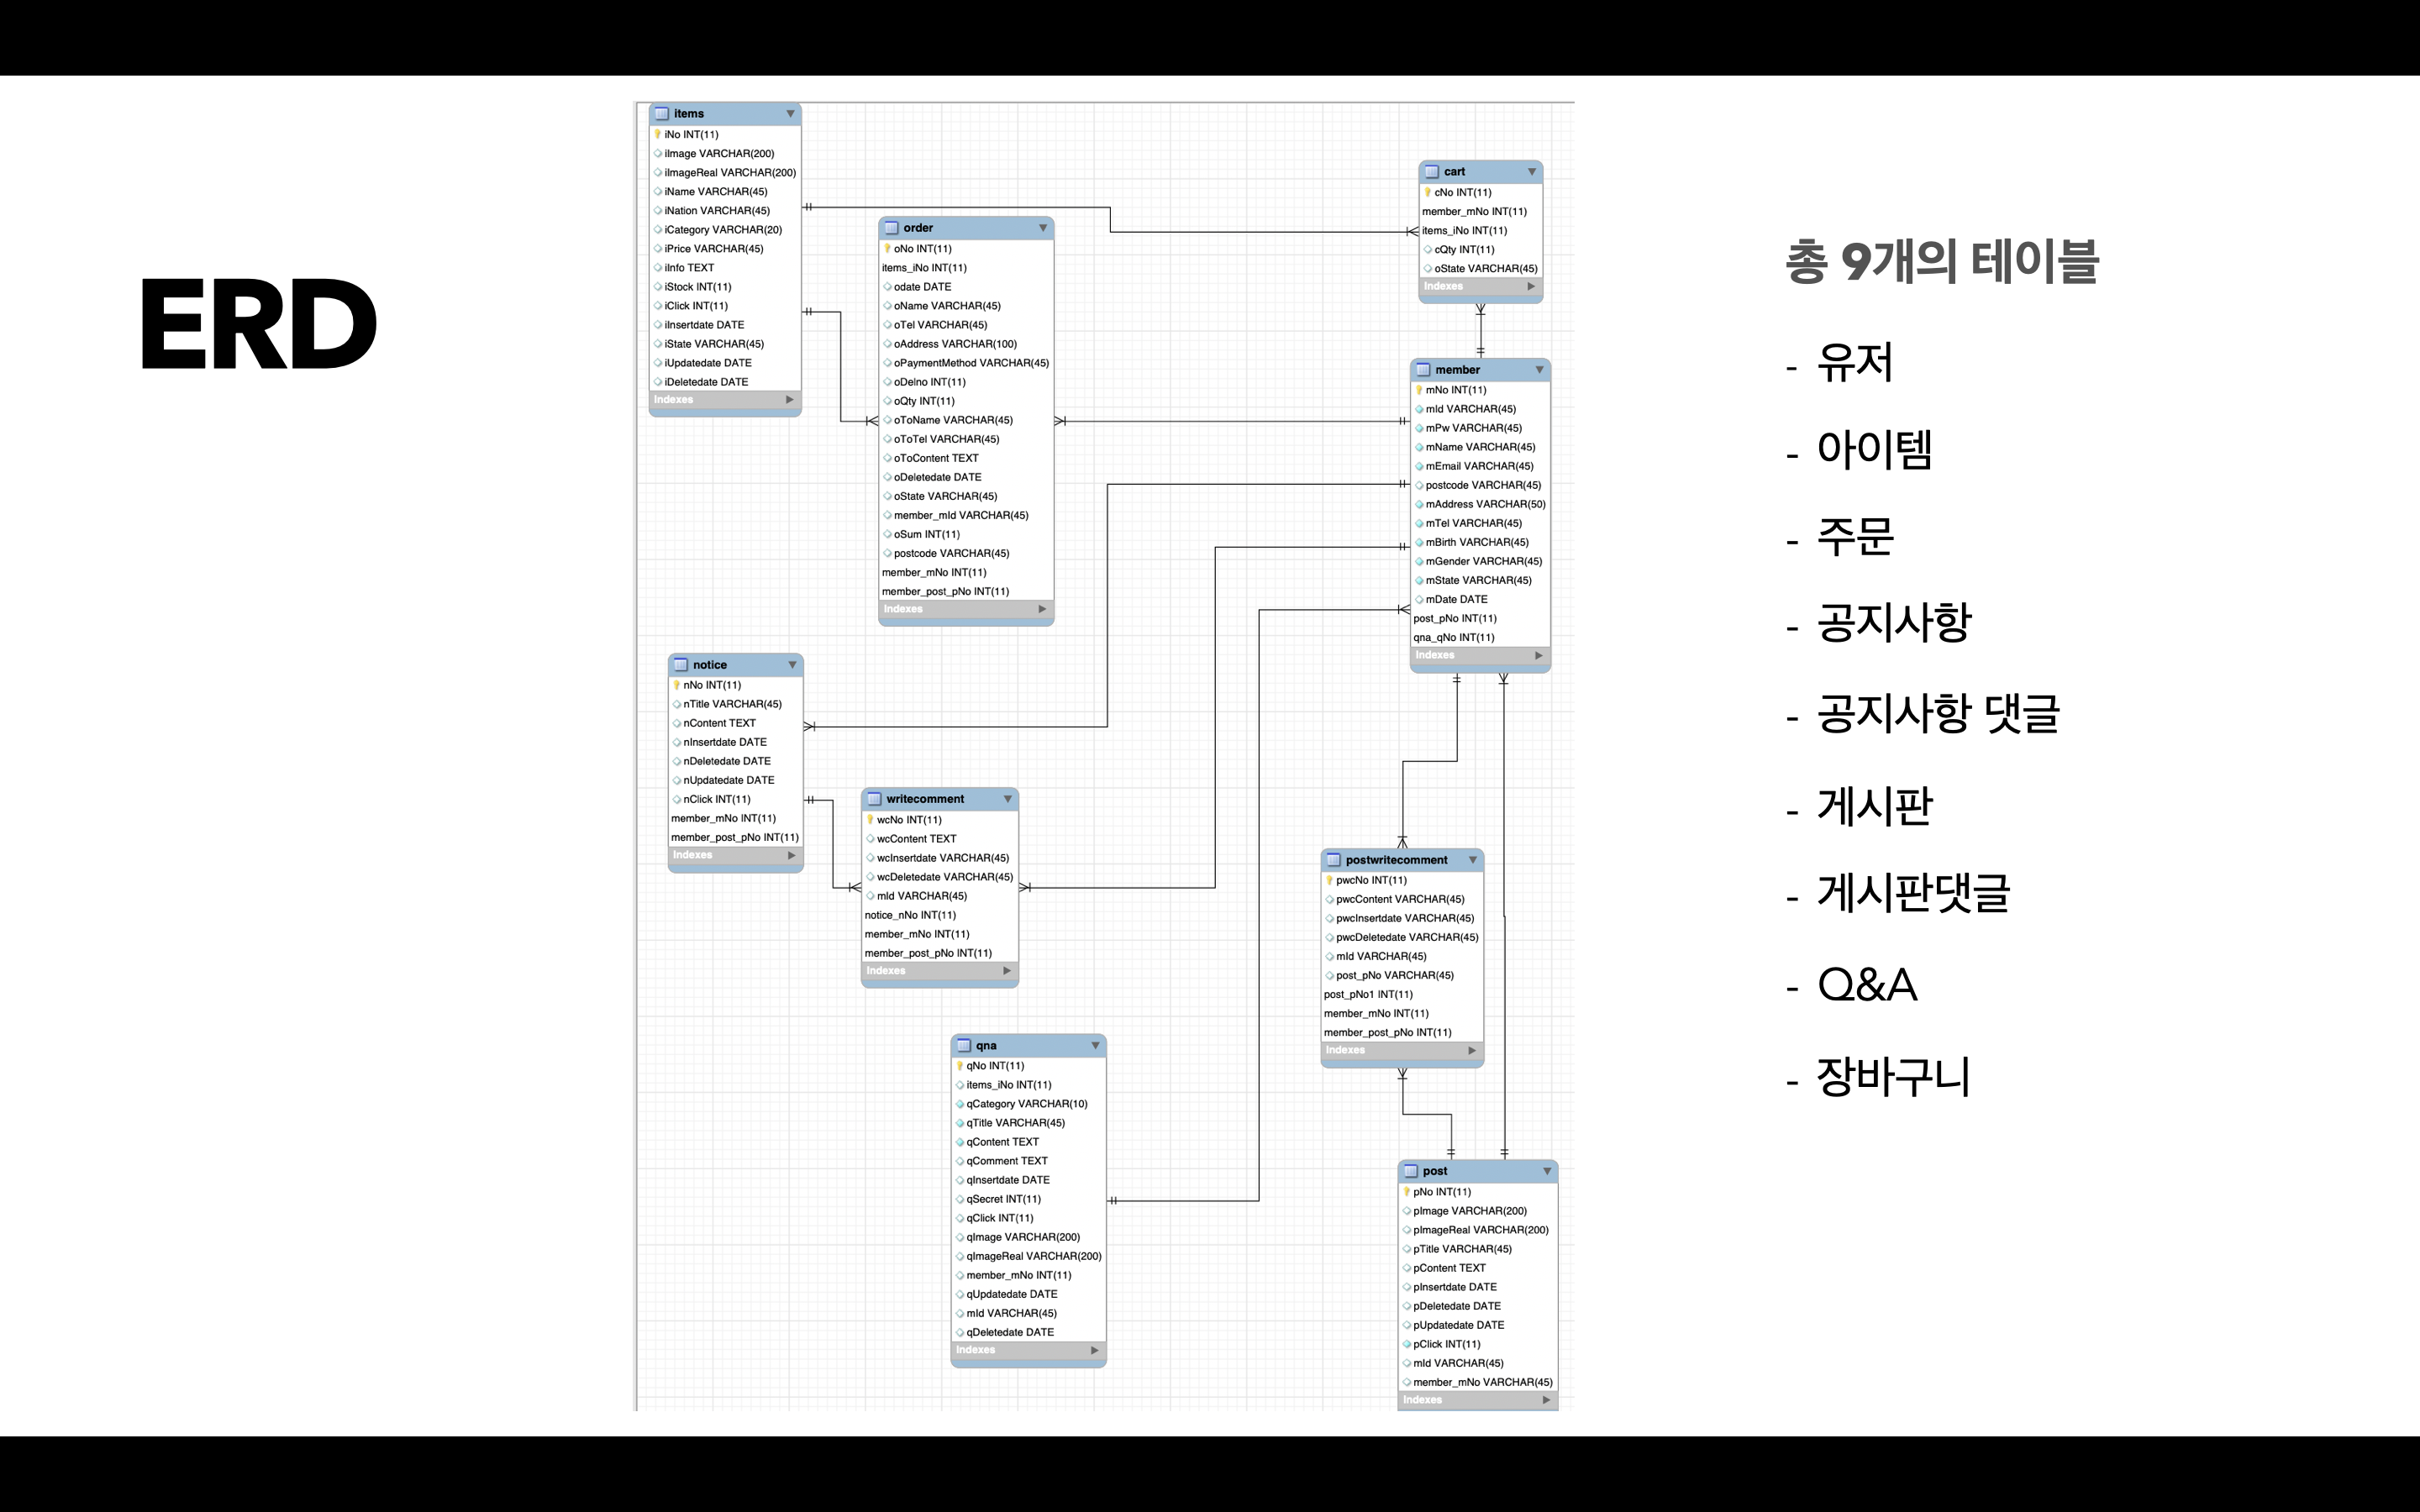 ERD
items
iNo INT(11)
iImage VARCHAR(200)
iImageReal VARCHAR(200)
iName VARCHAR(45)
iNation VARCHAR(45)
iCategory VARCHAR(20)
iPrice VARCHAR(45)
iInfo TEXT
iStock INT(11)
iClick INT(11)
iInsertdate DATE
iState VARCHAR(45)
iUpdatedate DATE
iDeletedate DATE
Indexes
order
oNo INT(11)
items_iNo INT(11)
odate DATE
oName VARCHAR(45)
oTel VARCHAR(45)
oAddress VARCHAR(100)
oPaymentMethod VARCHAR(45)
oDelno INT(11)
oQty INT(11)
oToName VARCHAR(45)
oToTel VARCHAR(45)
oToContent TEXT
oDeletedate DATE
oState VARCHAR(45)
member_mId VARCHAR(45)
oSum INT(11)
postcode VARCHAR(45)
member_mNo INT(11)
member_post_pNo INT(11)
Indexes
cart
cNo INT(11)
member_mNo INT(11)
items_iNo INT(11)
cQty INT(11)
oState VARCHAR(45)
Indexes
member
mNo INT(11)
mId VARCHAR(45)
mPw VARCHAR(45)
mName VARCHAR(45)
mEmail VARCHAR(45)
postcode VARCHAR(45)
mAddress VARCHAR(50)
mTel VARCHAR(45)
mBirth VARCHAR(45)
mGender VARCHAR(45)
mState VARCHAR(45)
mDate DATE
post_pNo INT(11)
qna_qNo INT(11)
Indexes
notice
nNo INT(11)
nTitle VARCHAR(45)
nContent TEXT
nInsertdate DATE
nDeletedate DATE
nUpdatedate DATE
nClick INT(11)
member_mNo INT(11)
member_post_pNo INT(11)
Indexes
writecomment
wcNo INT(11)
wcContent TEXT
wcInsertdate VARCHAR(45)
wcDeletedate VARCHAR(45)
mId VARCHAR(45)
notice_nNo INT(11)
member_mNo INT(11)
member_post_pNo INT(11)
Indexes
postwritecomment
pwcNo INT(11)
pwcContent VARCHAR(45)
pwcInsertdate VARCHAR(45)
pwcDeletedate VARCHAR(45)
mId VARCHAR(45)
post_pNo VARCHAR(45)
post_pNo1 INT(11)
member_mNo INT(11)
member_post_pNo INT(11)
Indexes
qna
qNo INT(11)
items_iNo INT(11)
qCategory VARCHAR(10)
qTitle VARCHAR(45)
qContent TEXT
qComment TEXT
qInsertdate DATE
qSecret INT(11)
qClick INT(11)
qImage VARCHAR(200)
qImageReal VARCHAR(200)
member_mNo INT(11)
qUpdatedate DATE
mId VARCHAR(45)
qDeletedate DATE
Indexes
post
pNo INT(11)
pImage VARCHAR(200)
pImageReal VARCHAR(200)
pTitle VARCHAR(45)
pContent TEXT
pInsertdate DATE
pDeletedate DATE
pUpdatedate DATE
pClick INT(11)
mId VARCHAR(45)
member_mNo VARCHAR(45)
Indexes
총 9개의 테이블
- 유저
- 아이템
- 주문
- 공지사항
- 공지사항 댓글
- 게시판
- 게시판댓글
- Q&A
- 장바구니